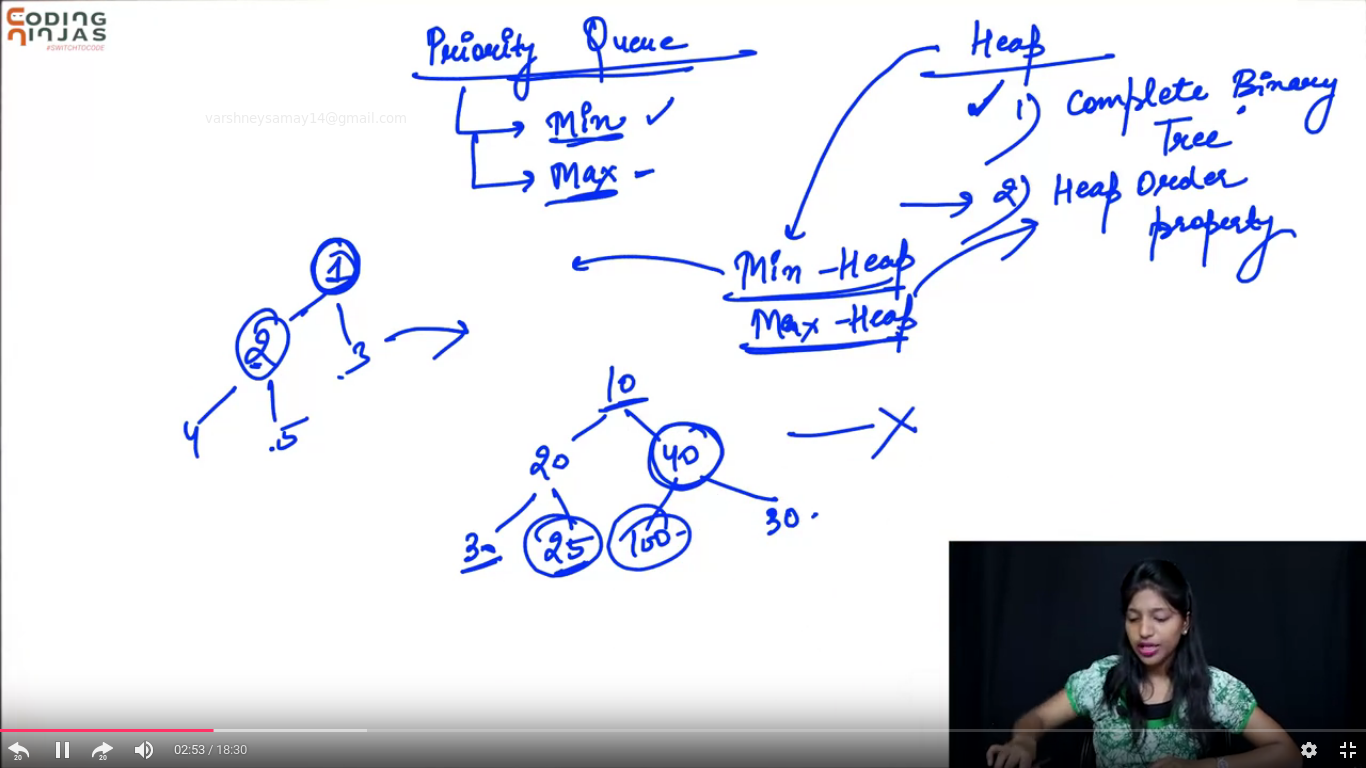 CODING
NINJAS
#SWITCHTOCODE
Priority Queue
Heap
varshneysamay14@gmail.com
Min
Max
1) Complete Binary
Tree
2) Heap Order
property
Min-Heap
Max-Heap
1
2
3
4
5
10
20
40
30
25
100
30
20
20
02:53 / 18:30